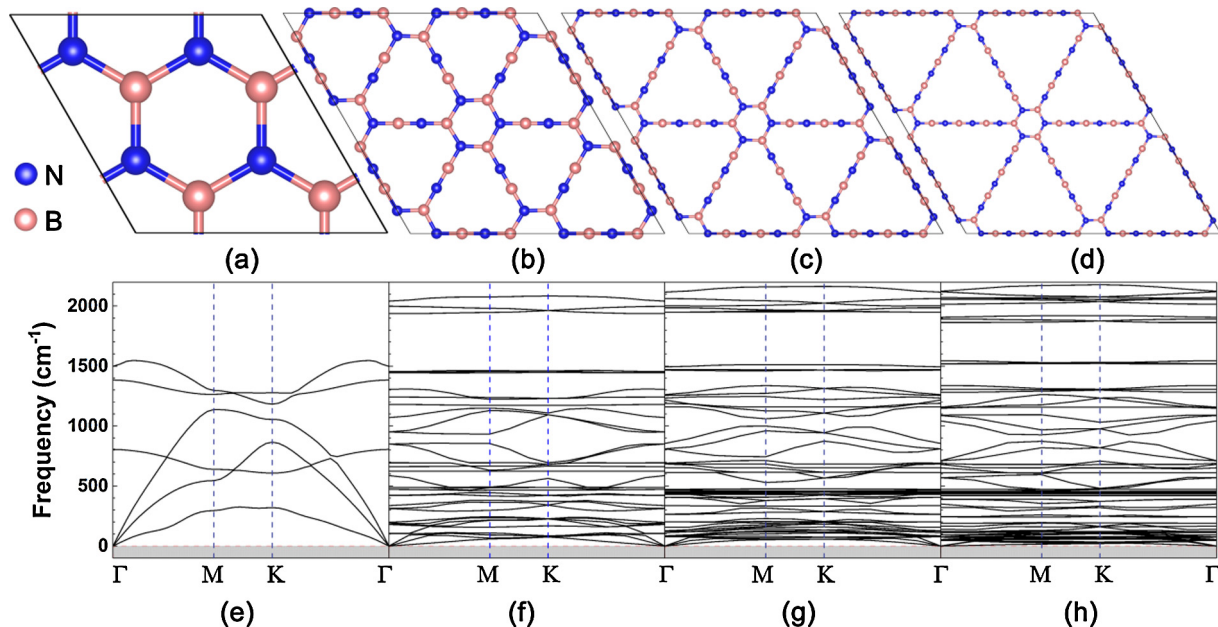 N
B
(a) (b) (c) (d)
Frequency (cm⁻¹)
2000
1500
1000
500
0
Γ M K Γ M K Γ M K Γ M K Γ
(e) (f) (g) (h)